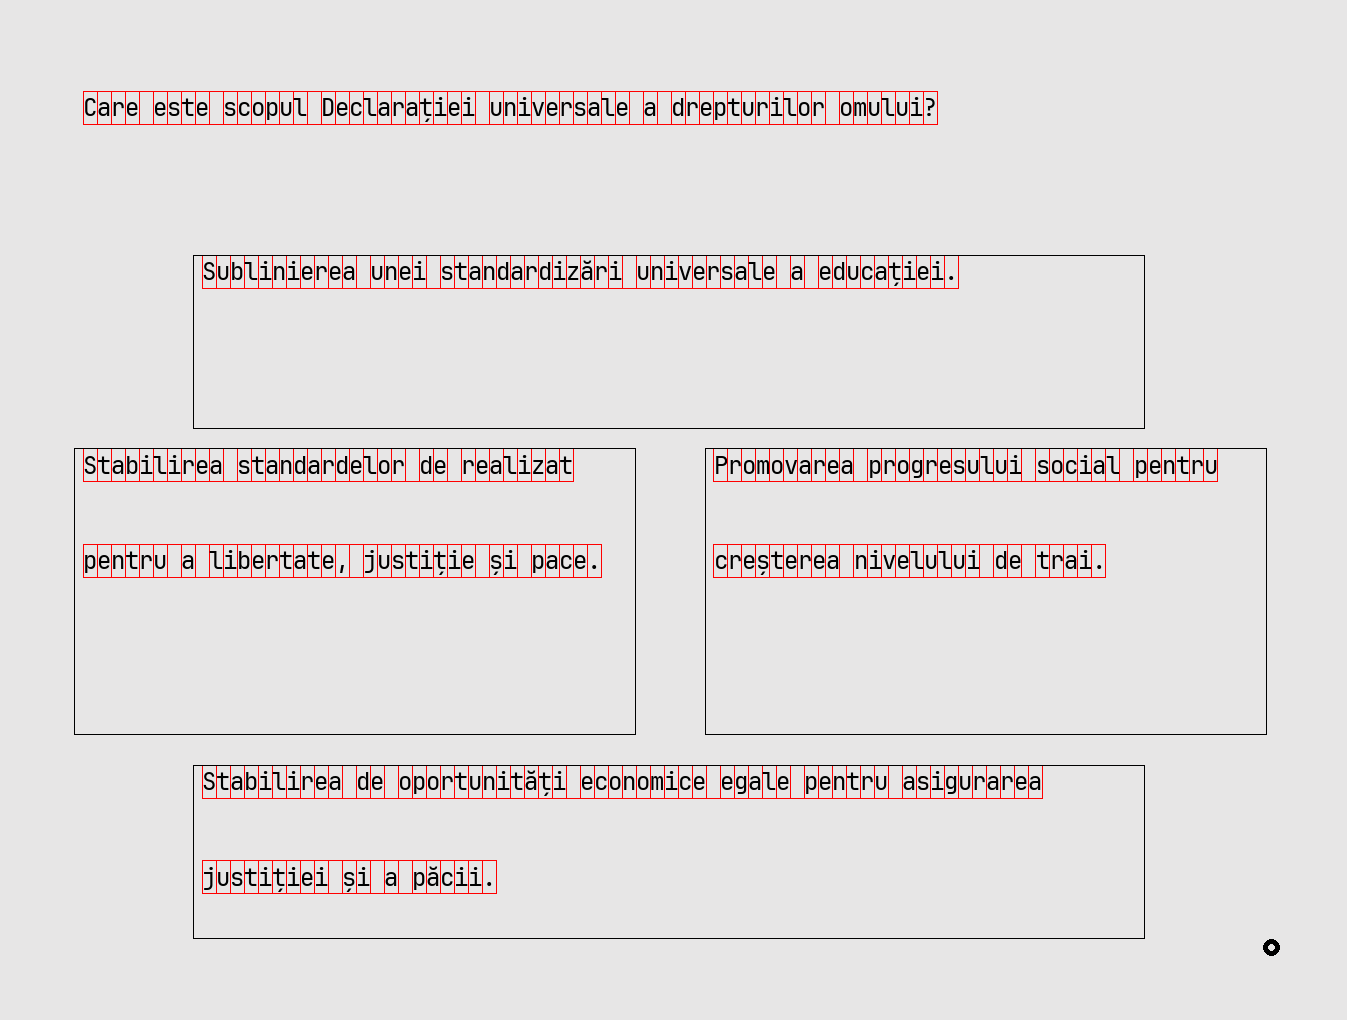 Care este scopul Declarației universale a drepturilor omului?
Sublinierea unei standardizări universale a educației.
Stabilirea standardelor de realizat
pentru a libertate, justiție și pace.
Promovarea progresului social pentru
creșterea nivelului de trai.
Stabilirea de oportunități economice egale pentru asigurarea
justiției și a păcii.